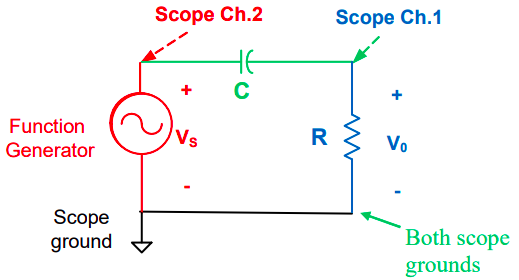 Scope Ch.2
Scope Ch.1
C
+
+
Function
Generator
Vs
R
V₀
-
-
Scope
ground
Both scope
grounds